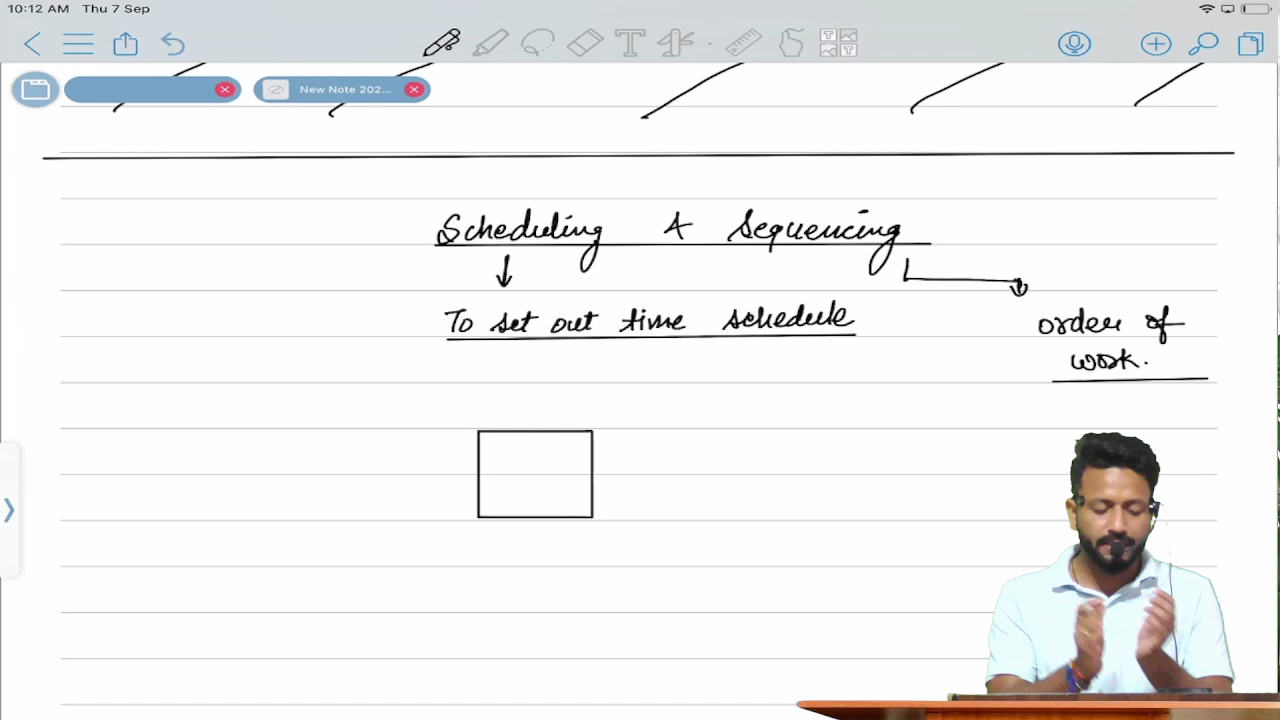 10:12 AM Thu 7 Sep
New Note 202...
Scheduling & Sequencing
To set out time schedule
order of
work.